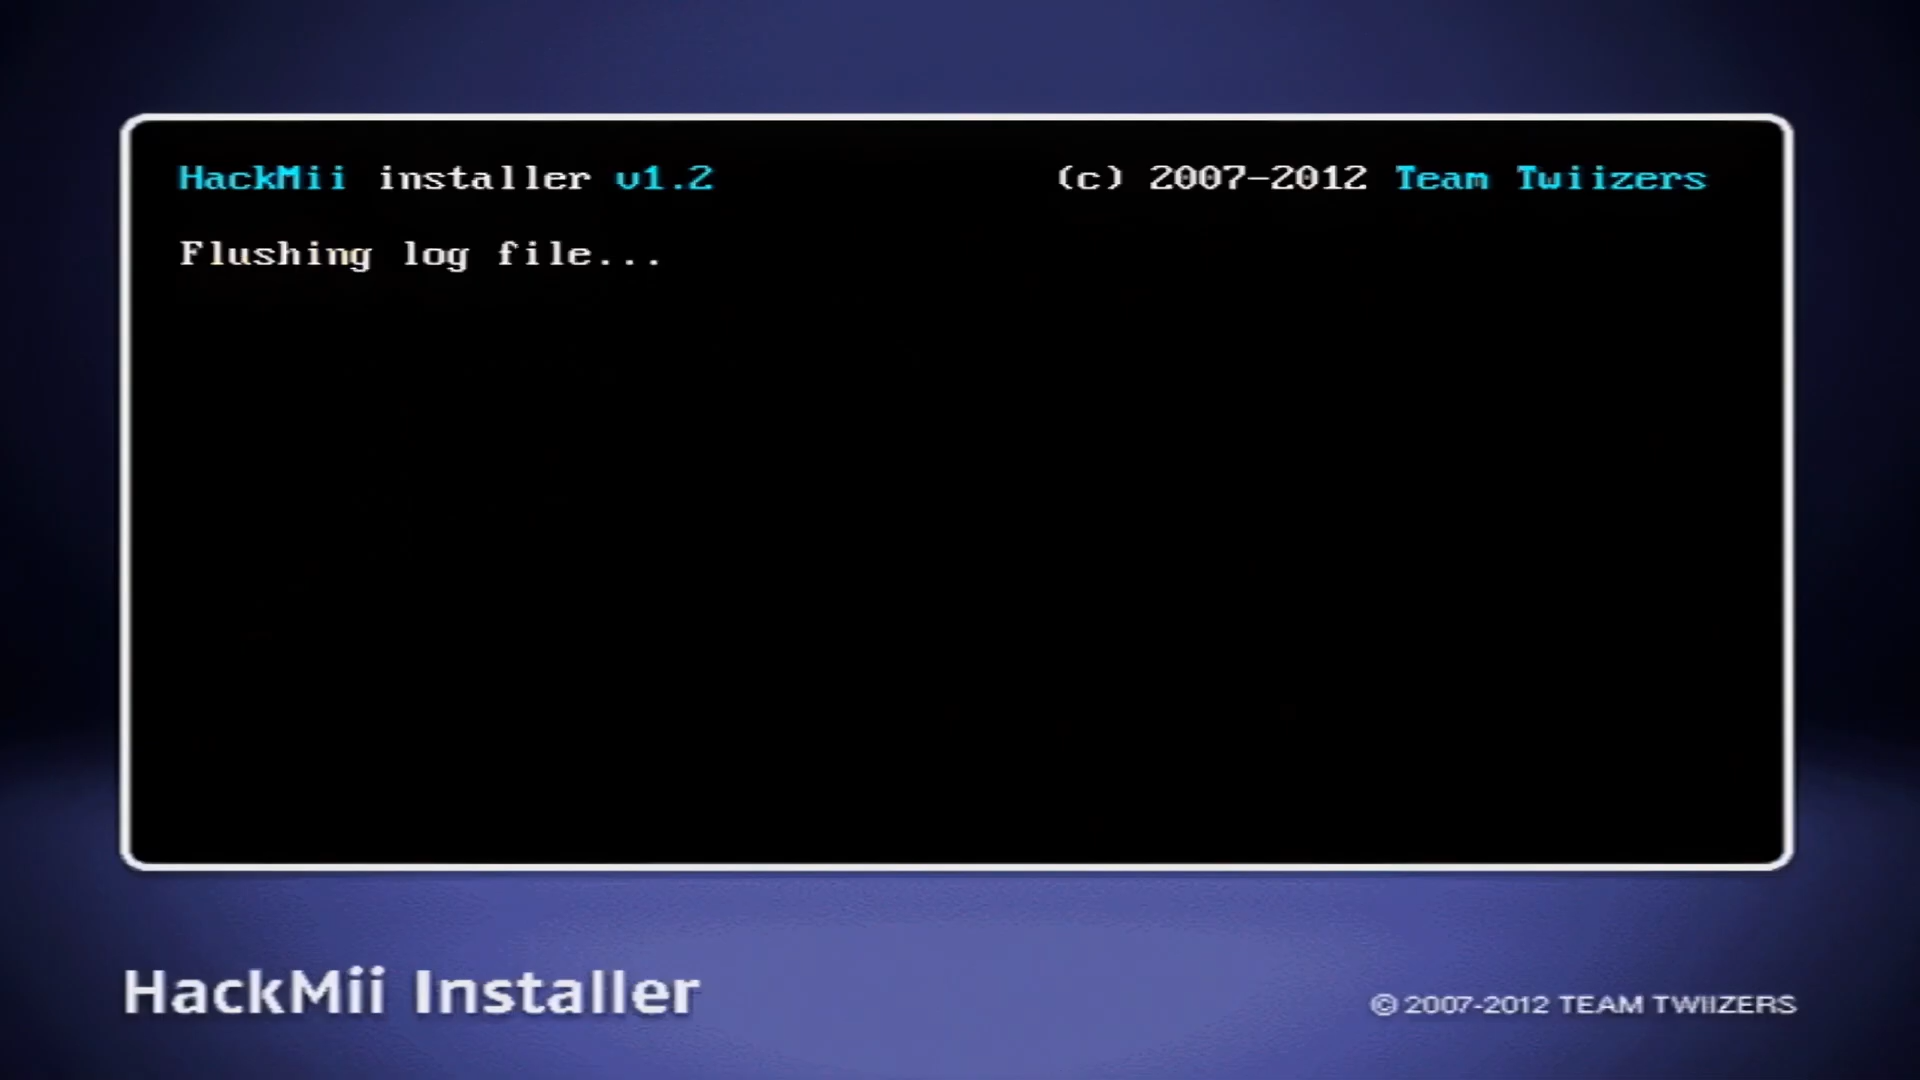 HackMii installer v1.2 (c) 2007-2012 Team Twiizers
Flushing log file...
HackMii Installer
© 2007-2012 TEAM TWIIZERS